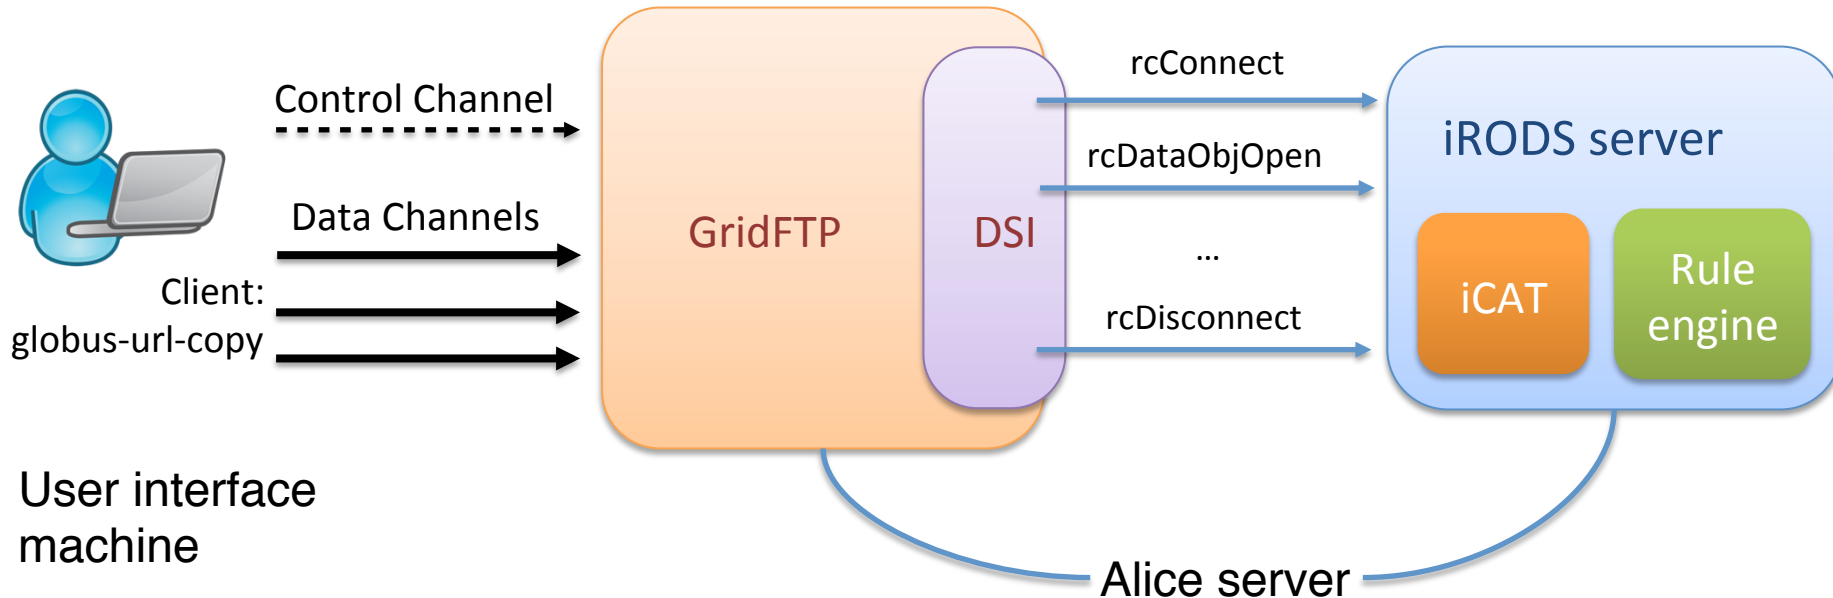 Control Channel
Data Channels
Client:
globus-url-copy
User interface
machine
GridFTP
DSI
rcConnect
rcDataObjOpen
...
rcDisconnect
iRODS server
iCAT
Rule
engine
Alice server